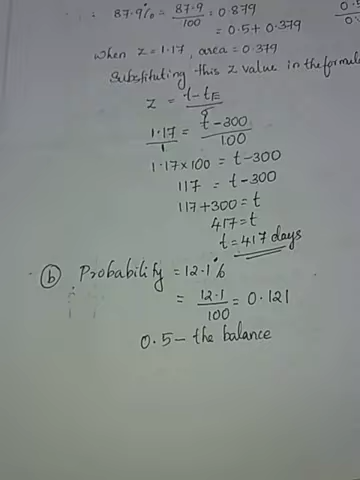 ∴ 87.9% = 87.9/100 = 0.879
= 0.5 + 0.379
When z = 1.17, area = 0.379
Substituting this z value in the formula
z = t - tE / σ
1.17 / 1 = t - 300 / 100
1.17 x 100 = t - 300
117 = t - 300
117 + 300 = t
417 = t
t = 417 days
(b) Probability = 12.1%
= 12.1/100 = 0.121
0.5 - the balance